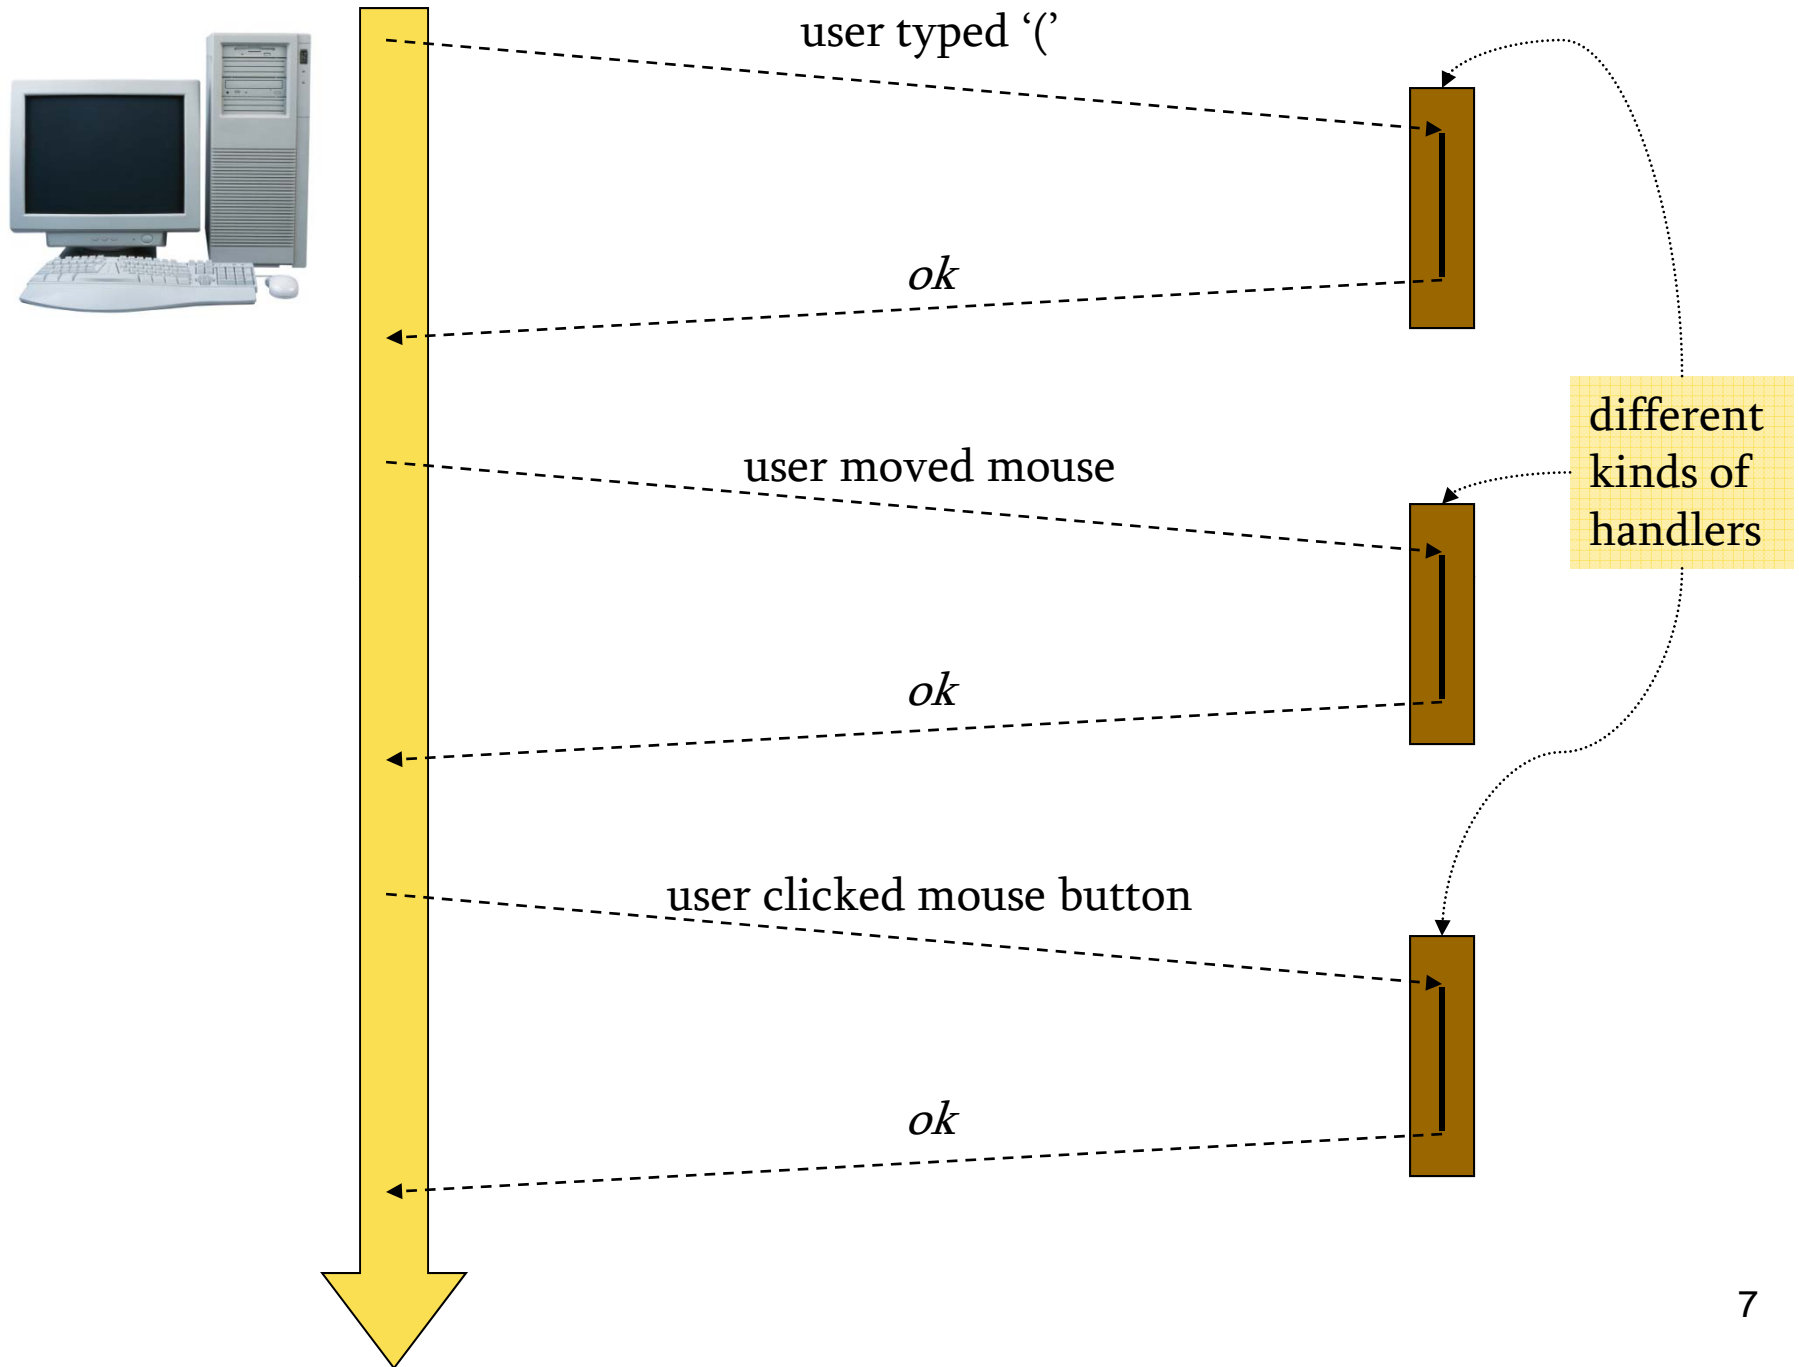 user typed ‘(’
ok
different
kinds of
handlers
user moved mouse
ok
user clicked mouse button
ok
7